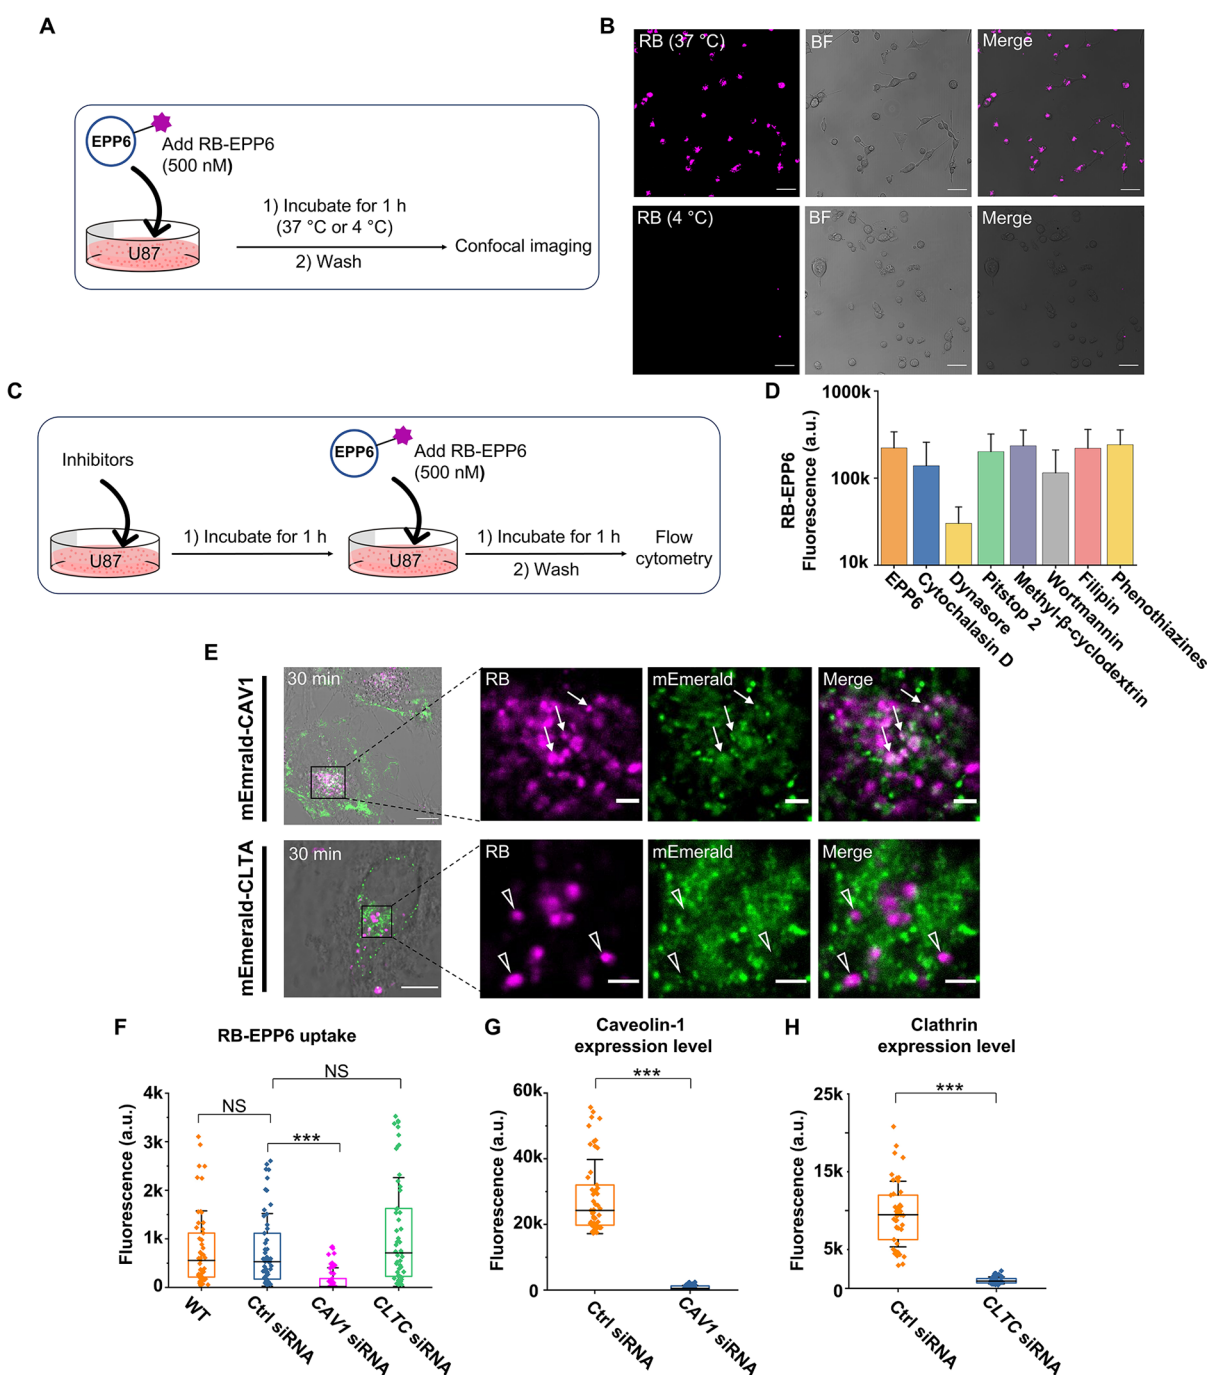 A
EPP6
Add RB-EPP6
(500 nM)
U87
1) Incubate for 1 h
(37 °C or 4 °C)
2) Wash
Confocal imaging
B
RB (37 °C)
BF
Merge
RB (4 °C)
BF
Merge
C
Inhibitors
U87
1) Incubate for 1 h
EPP6
Add RB-EPP6
(500 nM)
U87
1) Incubate for 1 h
2) Wash
Flow
cytometry
D
RB-EPP6
Fluorescence (a.u.)
1000k
100k
10k
EPP6
Cytochalasin D
Dynasore
Pitstop 2
Methyl-β-cyclodextrin
Wortmannin
Filipin
Phenothiazines
E
mEmrald-CAV1
30 min
RB
mEmerald
Merge
mEmerald-CLTA
30 min
RB
mEmerald
Merge
F
RB-EPP6 uptake
Fluorescence (a.u.)
4k
3k
2k
1k
0
NS
NS
***
WT
Ctrl siRNA
CAV1 siRNA
CLTC siRNA
G
Caveolin-1
expression level
Fluorescence (a.u.)
60k
40k
20k
0
***
Ctrl siRNA
CAV1 siRNA
H
Clathrin
expression level
Fluorescence (a.u.)
25k
15k
5k
0
***
Ctrl siRNA
CLTC siRNA